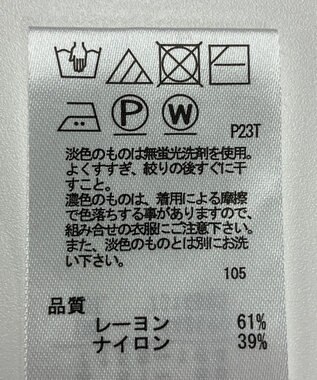 P
W
P23T
淡色のものは無蛍光洗剤を使用。
よくすすぎ、絞りの後すぐに干
すこと。
濃色のものは、着用による摩擦
で色落ちする事がありますので、
組み合せの衣服にご注意下さい。
また、淡色のものとは別にお洗
い下さい。
105
品質
レーヨン 61%
ナイロン 39%